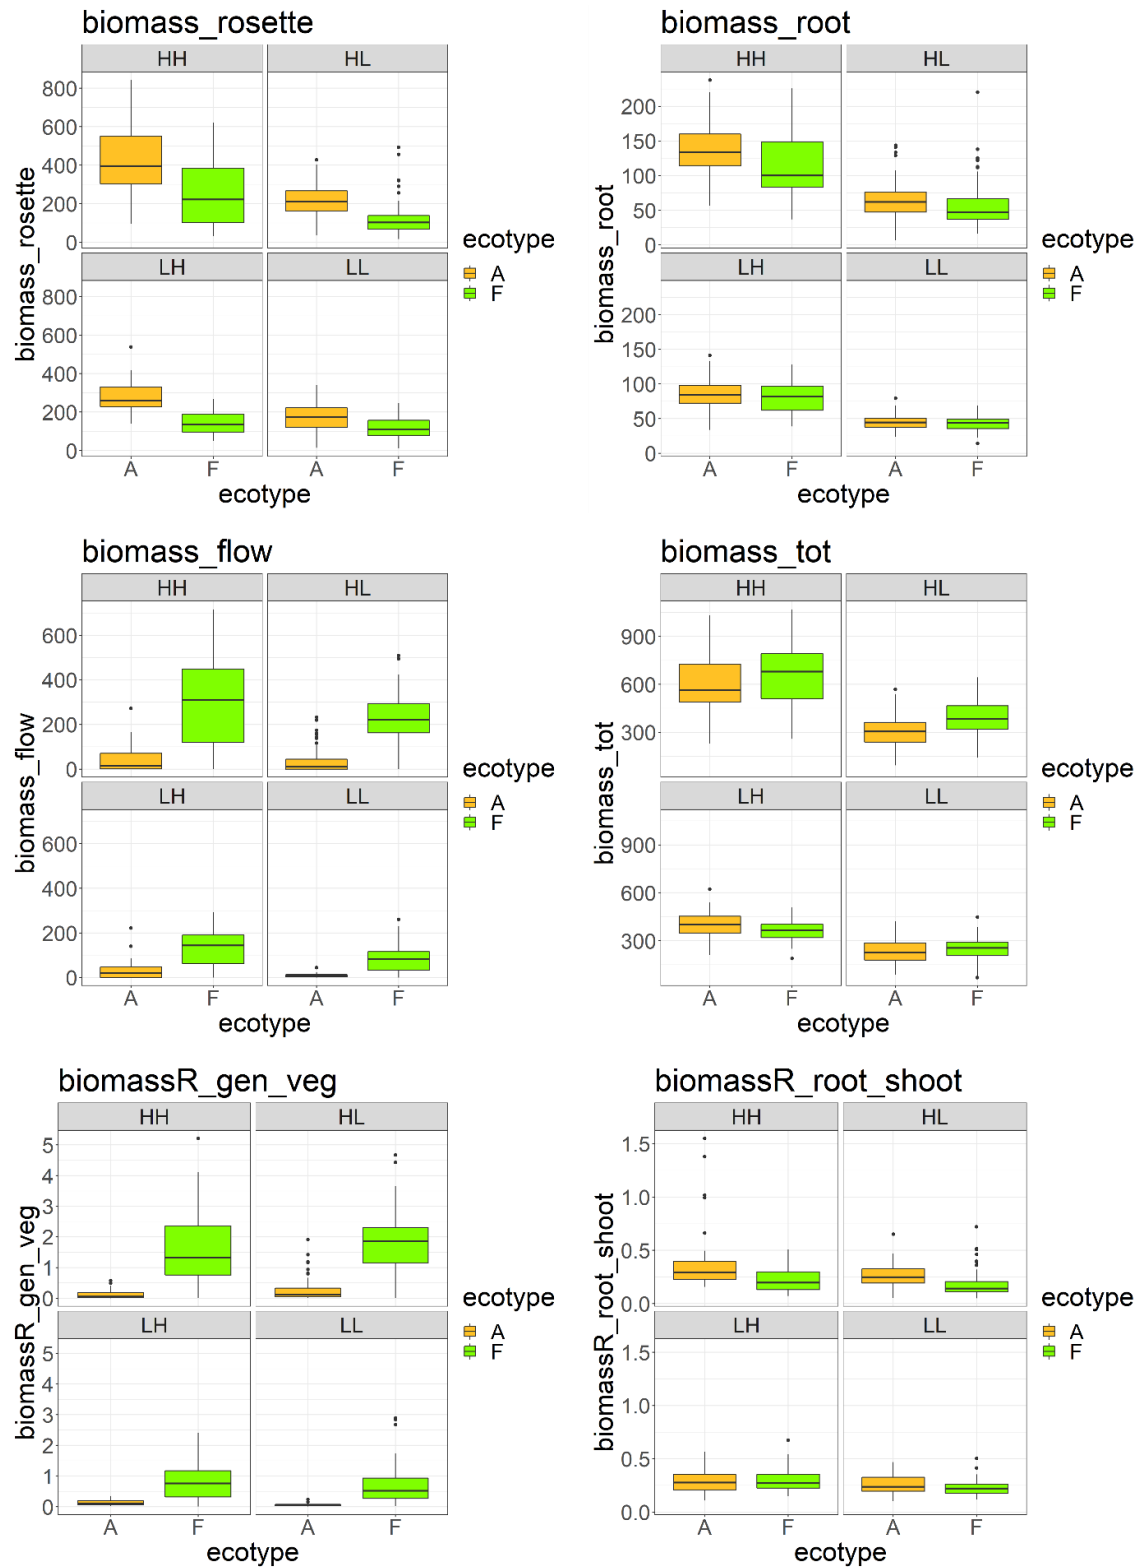 biomass_rosette
HH HL
800
600
400
200
0
LH LL
800
600
400
200
0
biomass_rosette
A F A F
ecotype
ecotype
A
F
biomass_root
HH HL
200
150
100
50
0
LH LL
200
150
100
50
0
biomass_root
A F A F
ecotype
ecotype
A
F
biomass_flow
HH HL
600
400
200
0
LH LL
600
400
200
0
biomass_flow
A F A F
ecotype
ecotype
A
F
biomass_tot
HH HL
900
600
300
LH LL
900
600
300
biomass_tot
A F A F
ecotype
ecotype
A
F
biomassR_gen_veg
HH HL
5
4
3
2
1
0
LH LL
5
4
3
2
1
0
biomassR_gen_veg
A F A F
ecotype
ecotype
A
F
biomassR_root_shoot
HH HL
1.5
1.0
0.5
0.0
LH LL
1.5
1.0
0.5
0.0
biomassR_root_shoot
A F A F
ecotype
ecotype
A
F